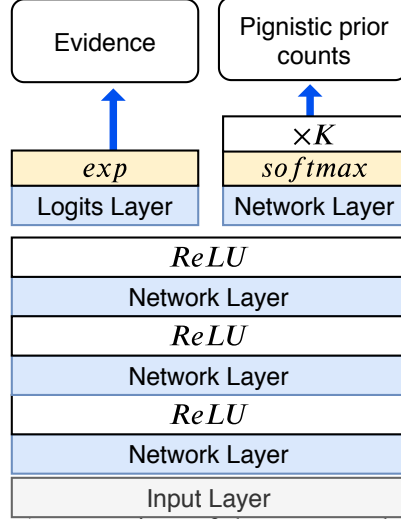 Evidence
Pignistic prior
counts
×K
exp
softmax
Logits Layer
Network Layer
ReLU
Network Layer
ReLU
Network Layer
ReLU
Network Layer
Input Layer